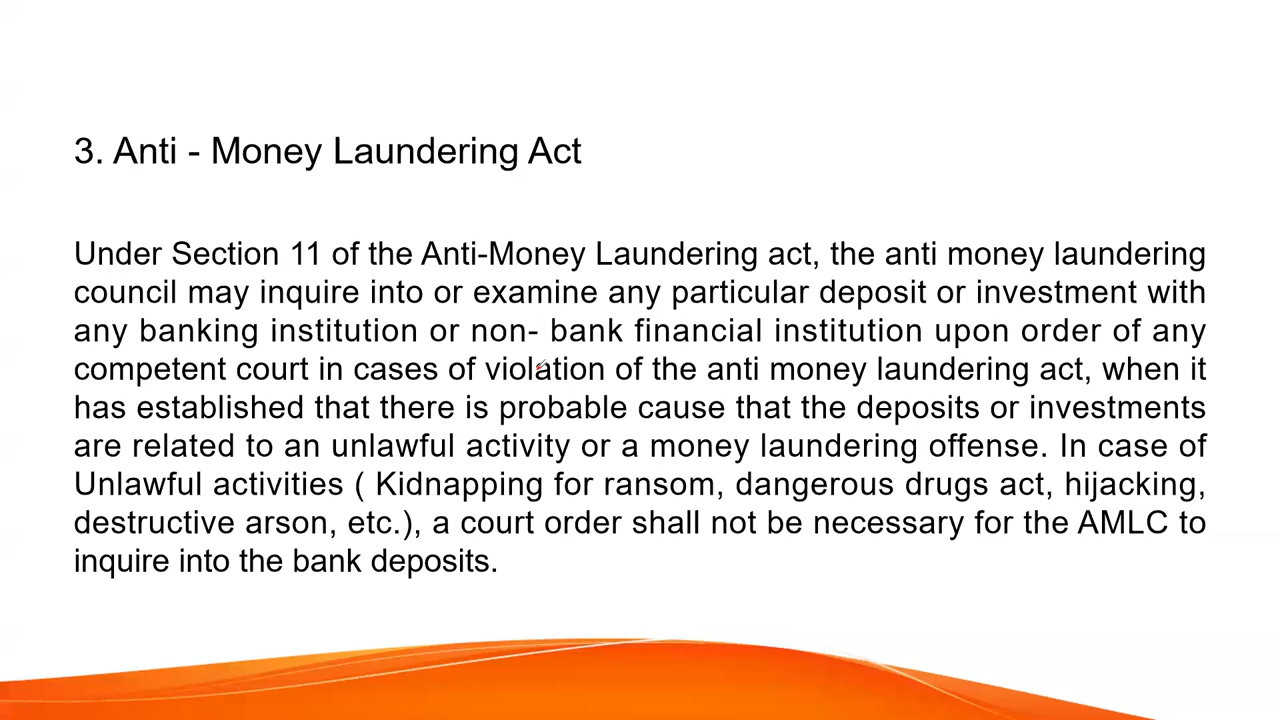 3. Anti - Money Laundering Act
Under Section 11 of the Anti-Money Laundering act, the anti money laundering
council may inquire into or examine any particular deposit or investment with
any banking institution or non- bank financial institution upon order of any
competent court in cases of violation of the anti money laundering act, when it
has established that there is probable cause that the deposits or investments
are related to an unlawful activity or a money laundering offense. In case of
Unlawful activities ( Kidnapping for ransom, dangerous drugs act, hijacking,
destructive arson, etc.), a court order shall not be necessary for the AMLC to
inquire into the bank deposits.